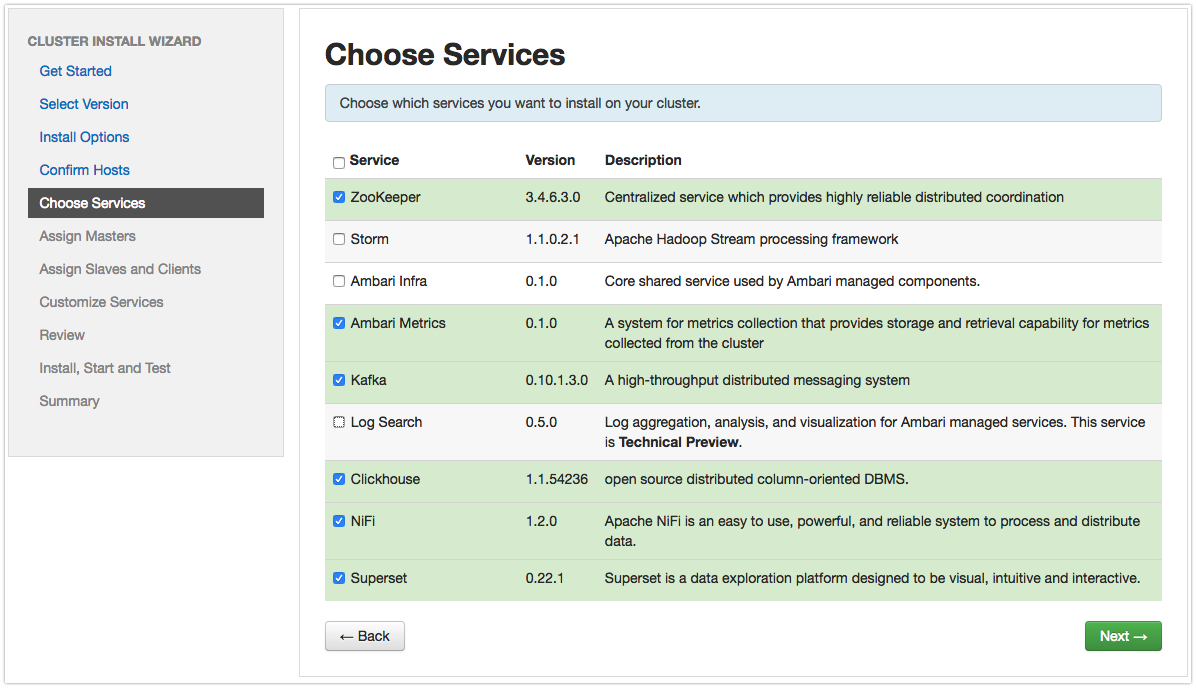 CLUSTER INSTALL WIZARD
Get Started
Select Version
Install Options
Confirm Hosts
Choose Services
Assign Masters
Assign Slaves and Clients
Customize Services
Review
Install, Start and Test
Summary
Choose Services
Choose which services you want to install on your cluster.
Service Version Description
ZooKeeper 3.4.6.3.0 Centralized service which provides highly reliable distributed coordination
Storm 1.1.0.2.1 Apache Hadoop Stream processing framework
Ambari Infra 0.1.0 Core shared service used by Ambari managed components.
Ambari Metrics 0.1.0 A system for metrics collection that provides storage and retrieval capability for metrics
collected from the cluster
Kafka 0.10.1.3.0 A high-throughput distributed messaging system
Log Search 0.5.0 Log aggregation, analysis, and visualization for Ambari managed services. This service
is Technical Preview.
Clickhouse 1.1.54236 open source distributed column-oriented DBMS.
NiFi 1.2.0 Apache NiFi is an easy to use, powerful, and reliable system to process and distribute
data.
Superset 0.22.1 Superset is a data exploration platform designed to be visual, intuitive and interactive.
← Back Next →